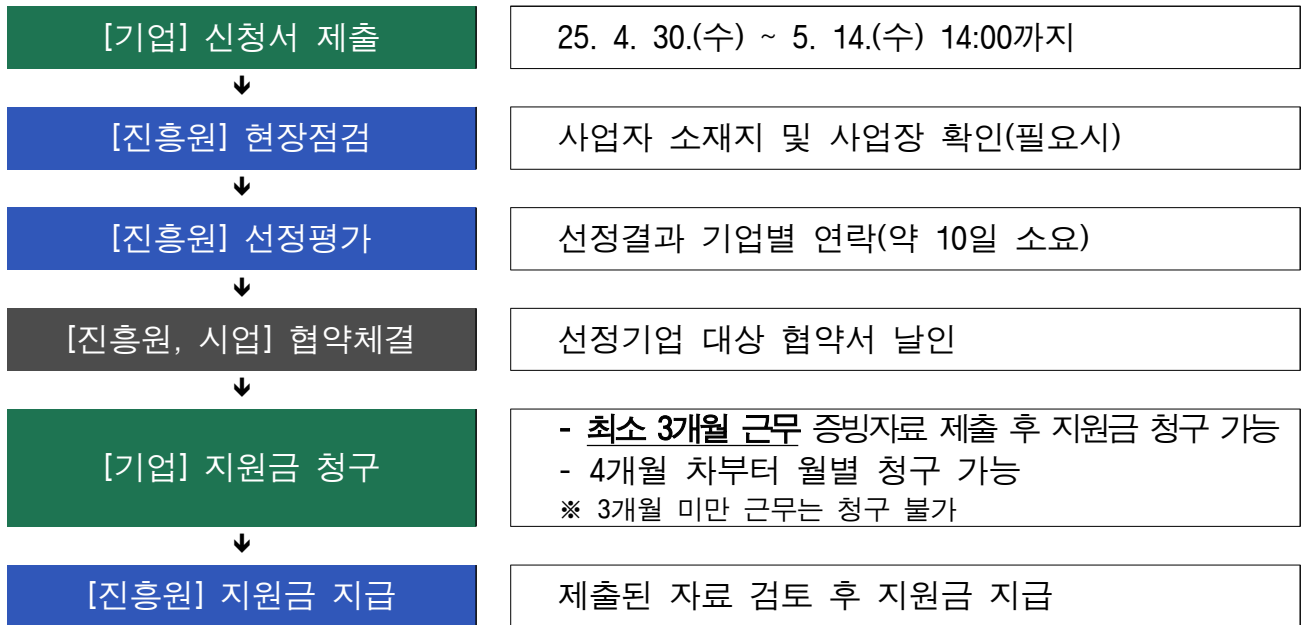 [기업] 신청서 제출
25. 4. 30.(수) ~ 5. 14.(수) 14:00까지
[진흥원] 현장점검
사업자 소재지 및 사업장 확인(필요시)
[진흥원] 선정평가
선정결과 기업별 연락(약 10일 소요)
[진흥원, 시업] 협약체결
선정기업 대상 협약서 날인
[기업] 지원금 청구
- 최소 3개월 근무 증빙자료 제출 후 지원금 청구 가능
- 4개월 차부터 월별 청구 가능
※ 3개월 미만 근무는 청구 불가
[진흥원] 지원금 지급
제출된 자료 검토 후 지원금 지급